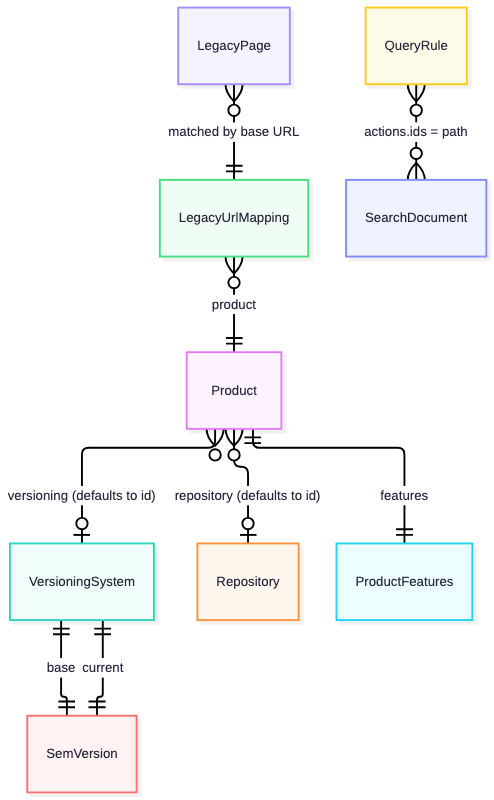 LegacyPage
QueryRule
matched by base URL
actions.ids = path
LegacyUrlMapping
SearchDocument
product
Product
versioning (defaults to id)
repository (defaults to id)
features
VersioningSystem
Repository
ProductFeatures
base
current
SemVersion